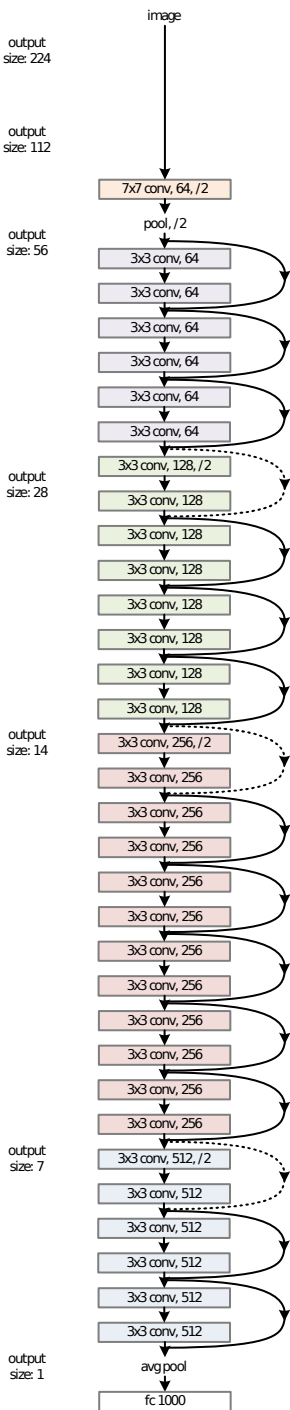 image
output
size: 224
output
size: 112
7x7 conv, 64, /2
pool, /2
output
size: 56
3x3 conv, 64
3x3 conv, 64
3x3 conv, 64
3x3 conv, 64
3x3 conv, 64
3x3 conv, 64
3x3 conv, 128, /2
output
size: 28
3x3 conv, 128
3x3 conv, 128
3x3 conv, 128
3x3 conv, 128
3x3 conv, 128
3x3 conv, 128
3x3 conv, 128
3x3 conv, 256, /2
output
size: 14
3x3 conv, 256
3x3 conv, 256
3x3 conv, 256
3x3 conv, 256
3x3 conv, 256
3x3 conv, 256
3x3 conv, 256
3x3 conv, 256
3x3 conv, 256
3x3 conv, 256
3x3 conv, 256
3x3 conv, 512, /2
output
size: 7
3x3 conv, 512
3x3 conv, 512
3x3 conv, 512
3x3 conv, 512
3x3 conv, 512
output
size: 1
avg pool
fc 1000